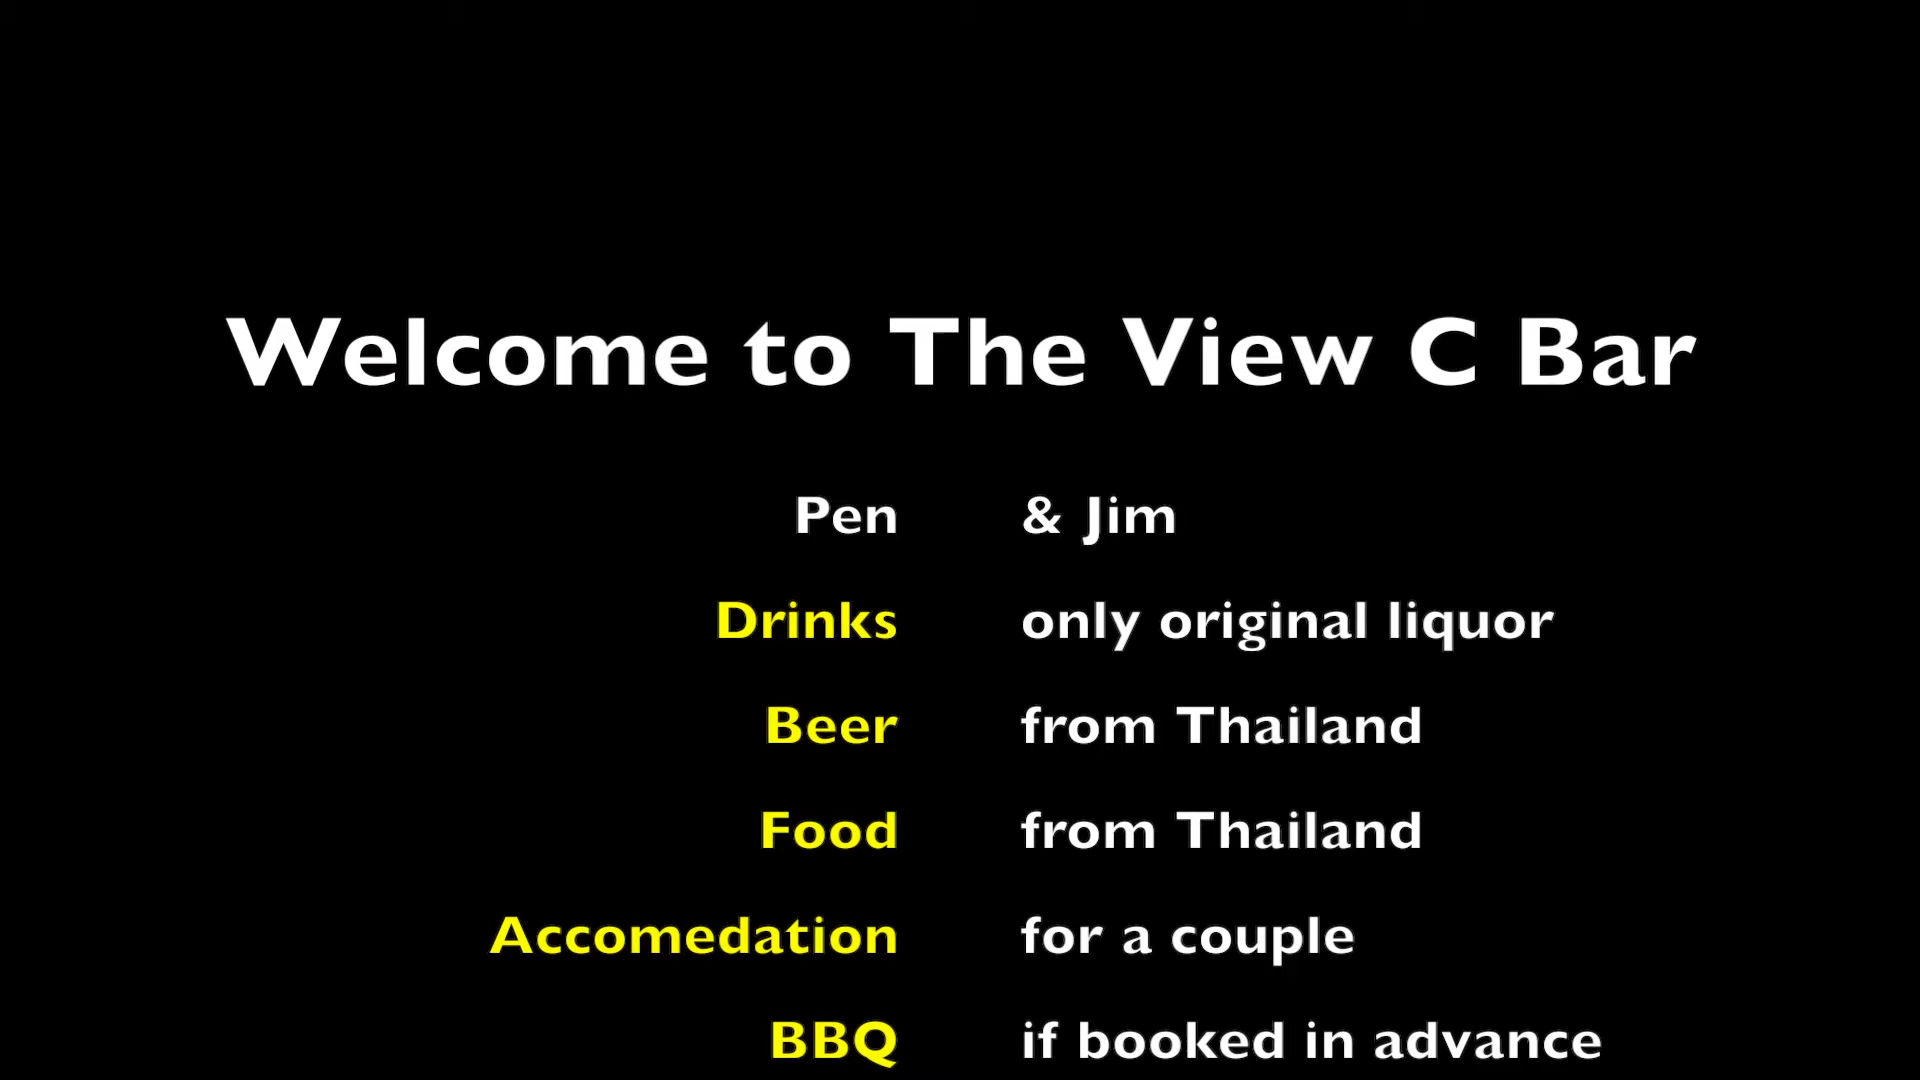 Welcome to The View C Bar
Pen & Jim
Drinks only original liquor
Beer from Thailand
Food from Thailand
Accomedation for a couple
BBQ if booked in advance